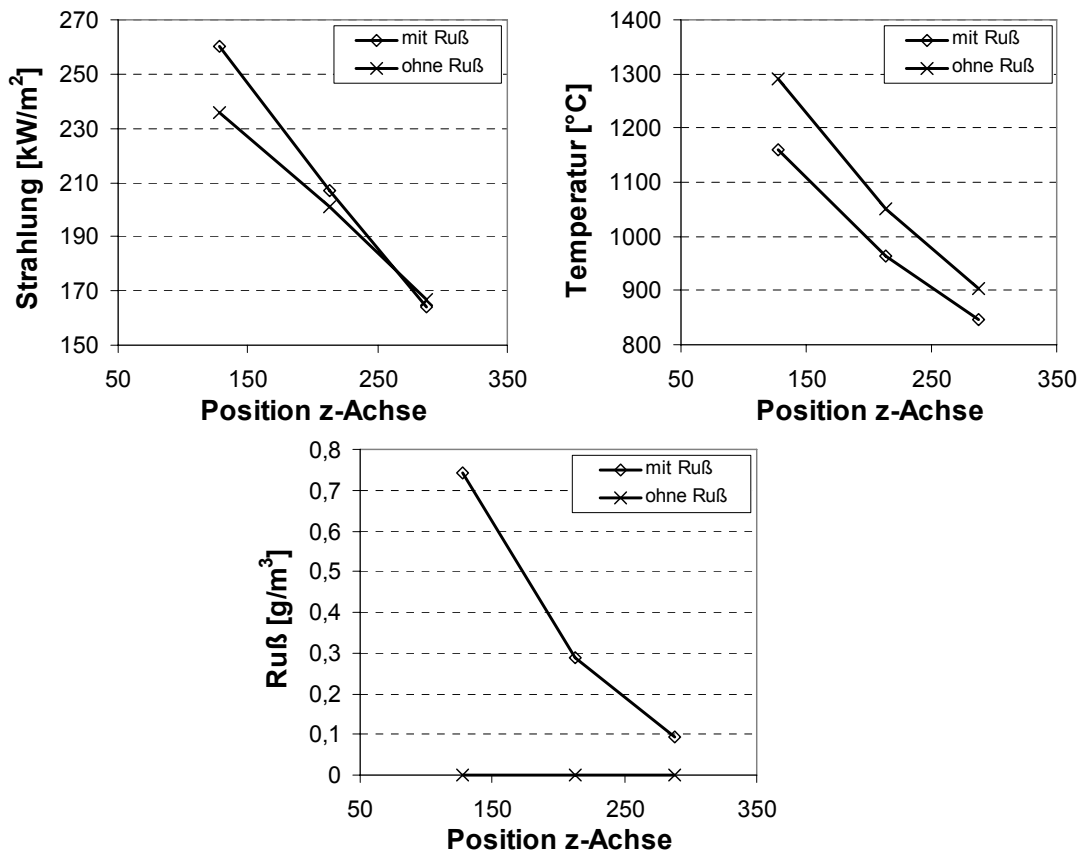 Strahlung [kW/m²]
270
250
230
210
190
170
150
50
150
250
350
Position z-Achse
mit Ruß
ohne Ruß
Temperatur [°C]
1400
1300
1200
1100
1000
900
800
50
150
250
350
Position z-Achse
mit Ruß
ohne Ruß
Ruß [g/m³]
0,8
0,7
0,6
0,5
0,4
0,3
0,2
0,1
0
50
150
250
350
Position z-Achse
mit Ruß
ohne Ruß